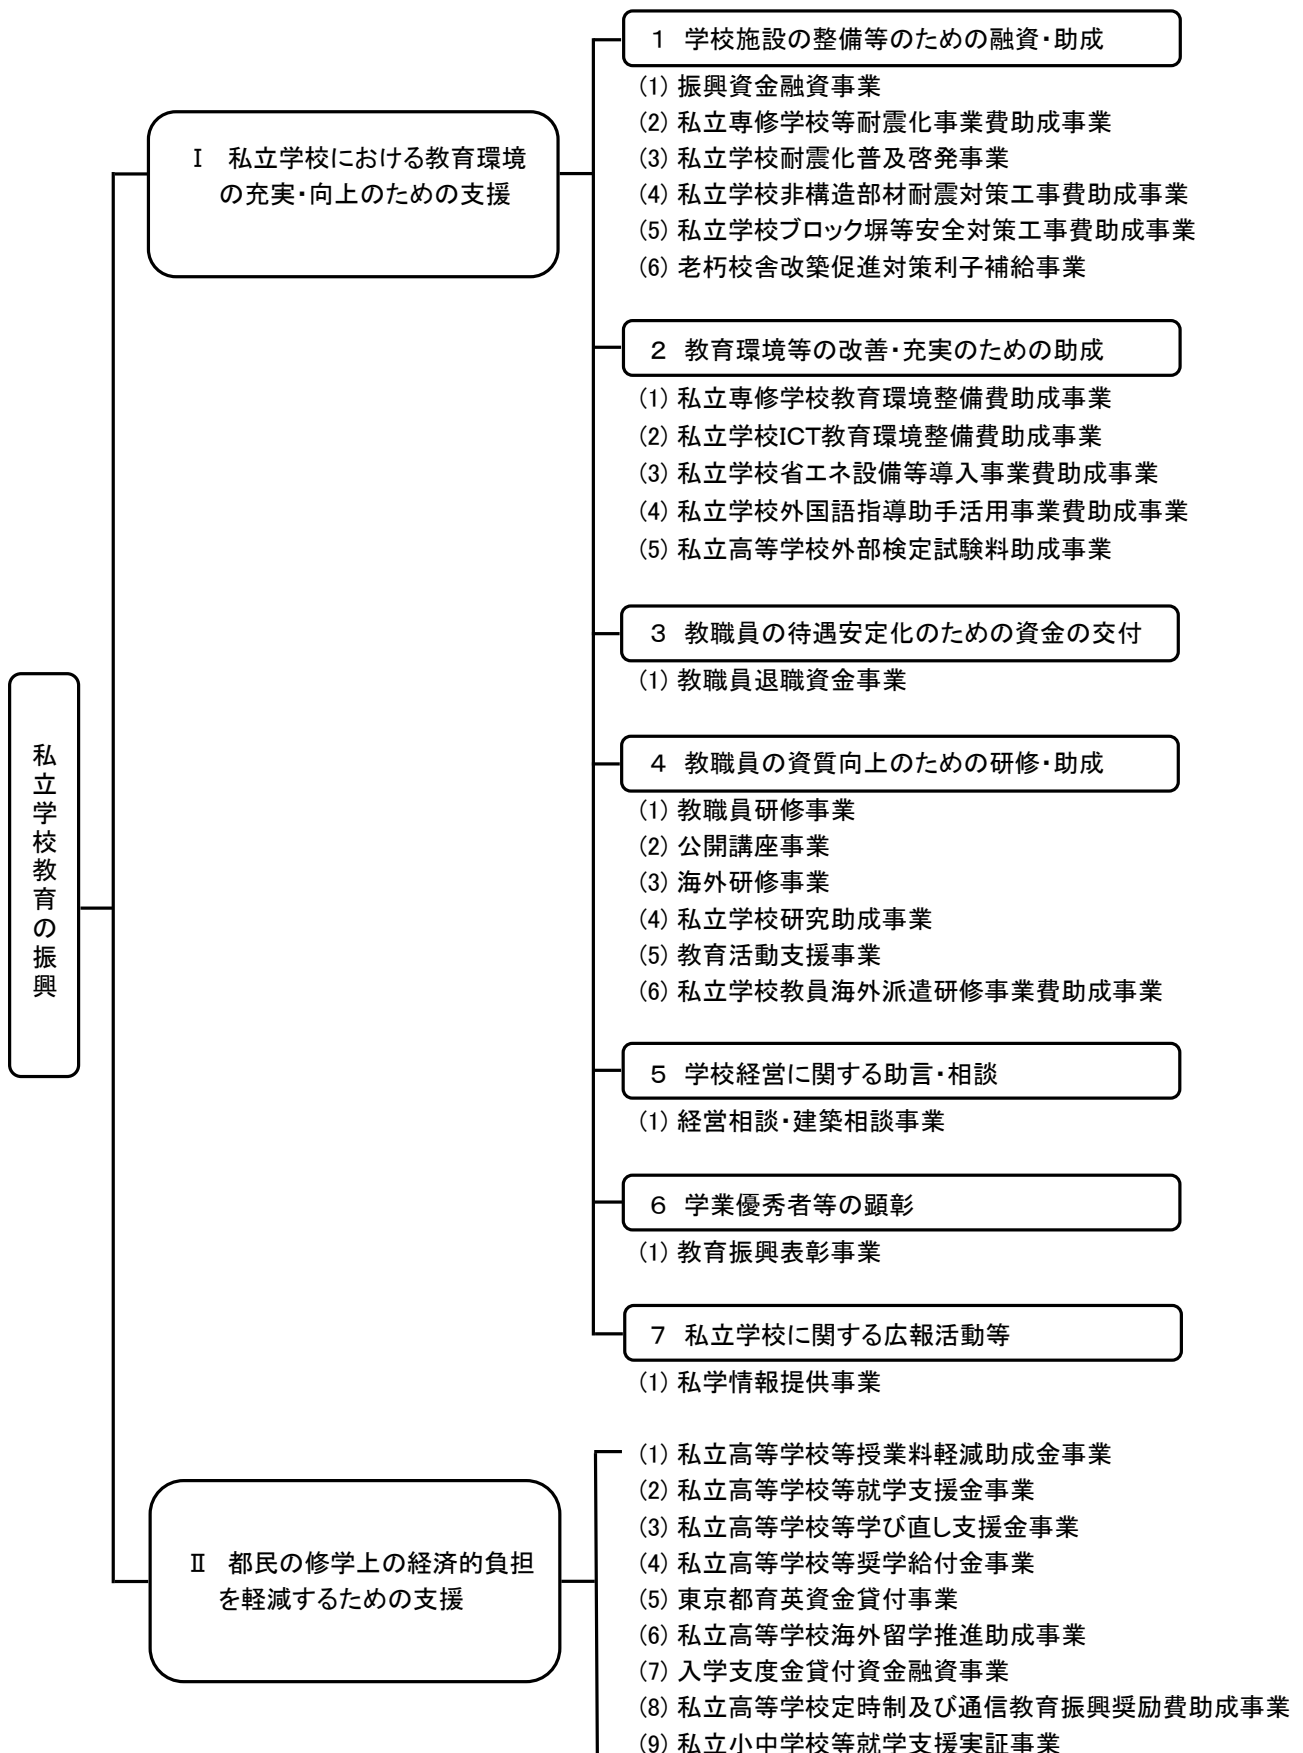 私立学校教育の振興
Ⅰ 私立学校における教育環境
の充実・向上のための支援
1 学校施設の整備等のための融資・助成
(1) 振興資金融資事業
(2) 私立専修学校等耐震化事業費助成事業
(3) 私立学校耐震化普及啓発事業
(4) 私立学校非構造部材耐震対策工事費助成事業
(5) 私立学校ブロック塀等安全対策工事費助成事業
(6) 老朽校舎改築促進対策利子補給事業
2 教育環境等の改善・充実のための助成
(1) 私立専修学校教育環境整備費助成事業
(2) 私立学校ICT教育環境整備費助成事業
(3) 私立学校省エネ設備等導入事業費助成事業
(4) 私立学校外国語指導助手活用事業費助成事業
(5) 私立高等学校外部検定試験料助成事業
3 教職員の待遇安定化のための資金の交付
(1) 教職員退職資金事業
4 教職員の資質向上のための研修・助成
(1) 教職員研修事業
(2) 公開講座事業
(3) 海外研修事業
(4) 私立学校研究助成事業
(5) 教育活動支援事業
(6) 私立学校教員海外派遣研修事業費助成事業
5 学校経営に関する助言・相談
(1) 経営相談・建築相談事業
6 学業優秀者等の顕彰
(1) 教育振興表彰事業
7 私立学校に関する広報活動等
(1) 私学情報提供事業
Ⅱ 都民の修学上の経済的負担
を軽減するための支援
(1) 私立高等学校等授業料軽減助成金事業
(2) 私立高等学校等就学支援金事業
(3) 私立高等学校等学び直し支援金事業
(4) 私立高等学校等奨学給付金事業
(5) 東京都育英資金貸付事業
(6) 私立高等学校海外留学推進助成事業
(7) 入学支度金貸付資金融資事業
(8) 私立高等学校定時制及び通信教育振興奨励費助成事業
(9) 私立小中学校等就学支援実証事業